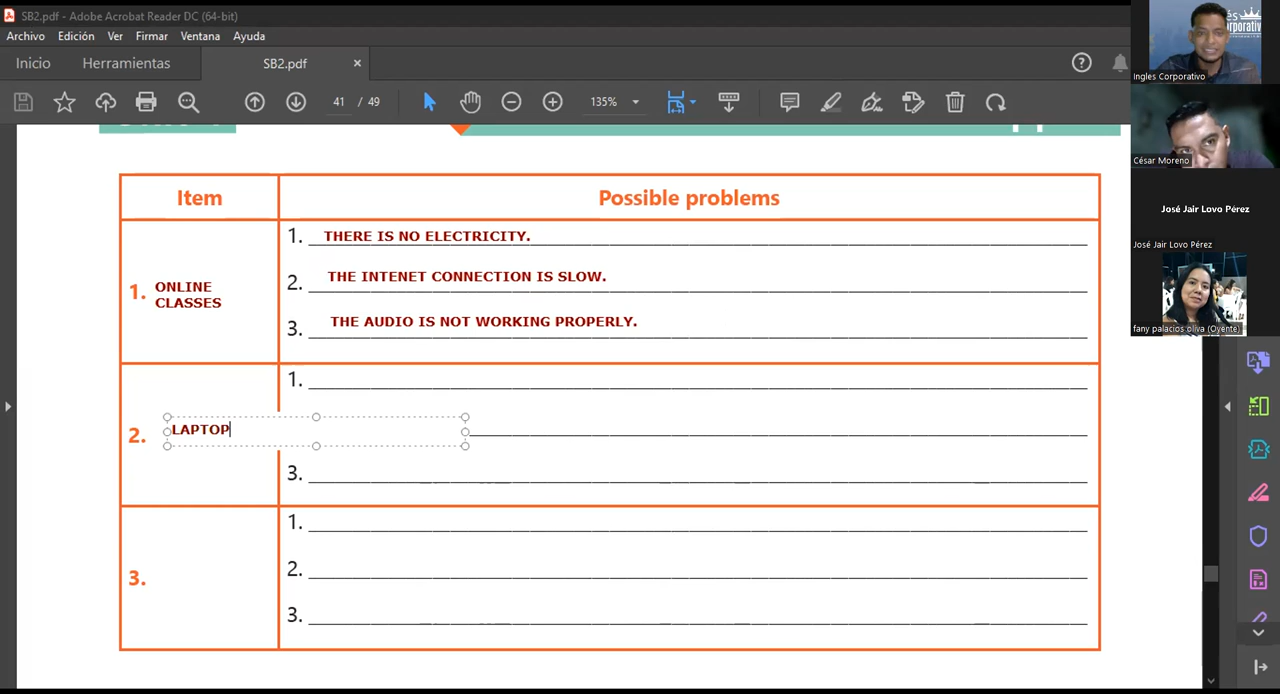 SB2.pdf - Adobe Acrobat Reader DC (64-bit)
Archivo Edición Ver Firmar Ventana Ayuda
Inicio Herramientas SB2.pdf ×
41 / 49 135%
Item Possible problems
1. ONLINE
CLASSES
1. THERE IS NO ELECTRICITY.
2. THE INTENET CONNECTION IS SLOW.
3. THE AUDIO IS NOT WORKING PROPERLY.
2. LAPTOP
1.
3.
3.
1.
2.
3.
Ingles Corporativo
César Moreno
José Jair Lovo Pérez
José Jair Lovo Pérez
fany palacios oliva (Oyente)